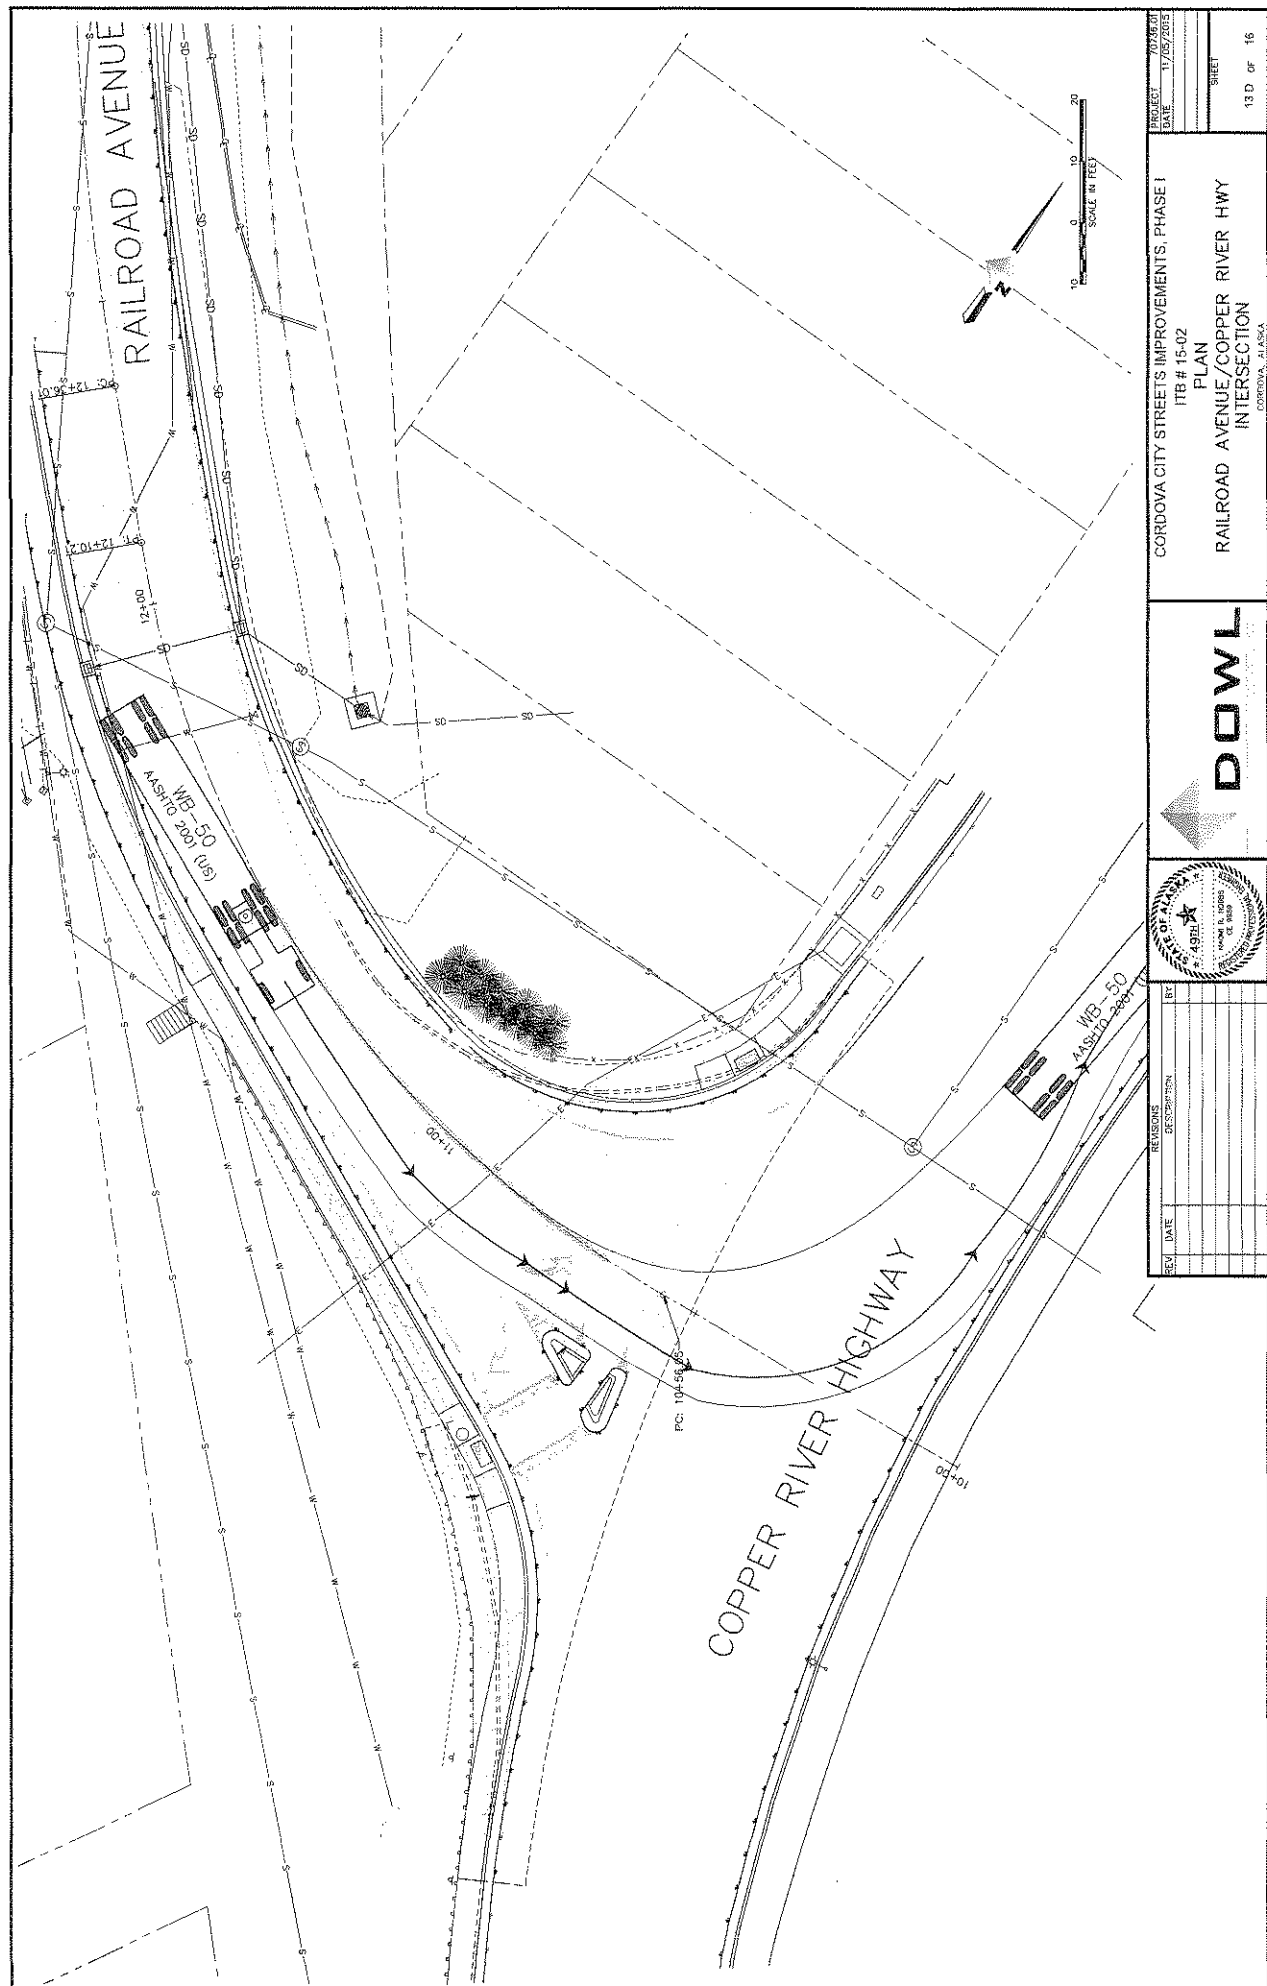 RAILROAD AVENUE
PC: 12+36.0
PT: 12+10.21
12+00
WB-50
AASHTO 2001 (US)
11+00
PC: 10+56.05
COPPER RIVER HIGHWAY
10+00
WB-50
AASHTO 2001
N
10 0 10 20
SCALE IN FEET
REVISIONS
REV DATE DESCRIPTION BY
STATE OF ALASKA
49TH
DOWL
CORDOVA CITY STREETS IMPROVEMENTS, PHASE I
ITB # 15-02
PLAN
RAILROAD AVENUE/COPPER RIVER HWY
INTERSECTION
CORDOVA, ALASKA
PROJECT
DATE 11/05/2015
SHEET
13D OF 16